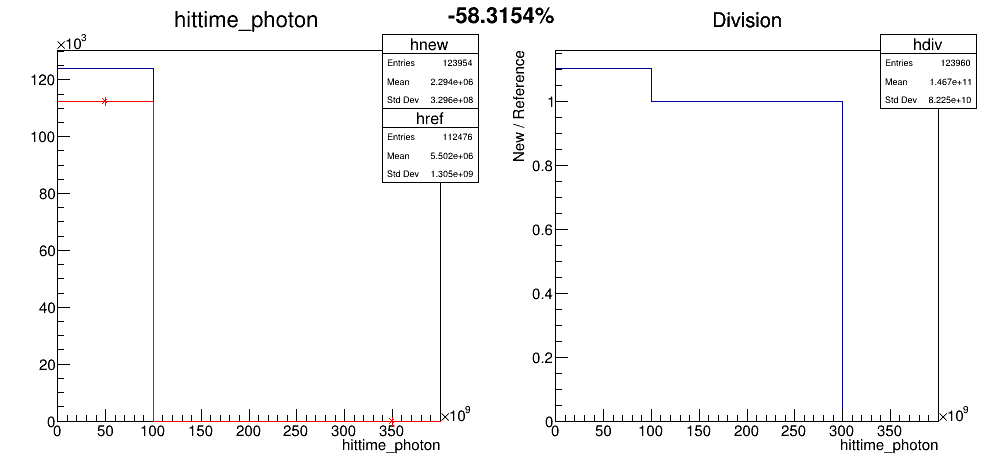 -58.3154%
hittime_photon
×10³
hnew
Entries 123954
Mean 2.294e+06
Std Dev 3.296e+08
href
Entries 112476
Mean 5.502e+06
Std Dev 1.305e+09
120
100
80
60
40
20
0
0 50 100 150 200 250 300 350
×10⁹
hittime_photon
Division
hdiv
Entries 123960
Mean 1.467e+11
Std Dev 8.225e+10
New / Reference
1
0.8
0.6
0.4
0.2
0
0 50 100 150 200 250 300 350
×10⁹
hittime_photon